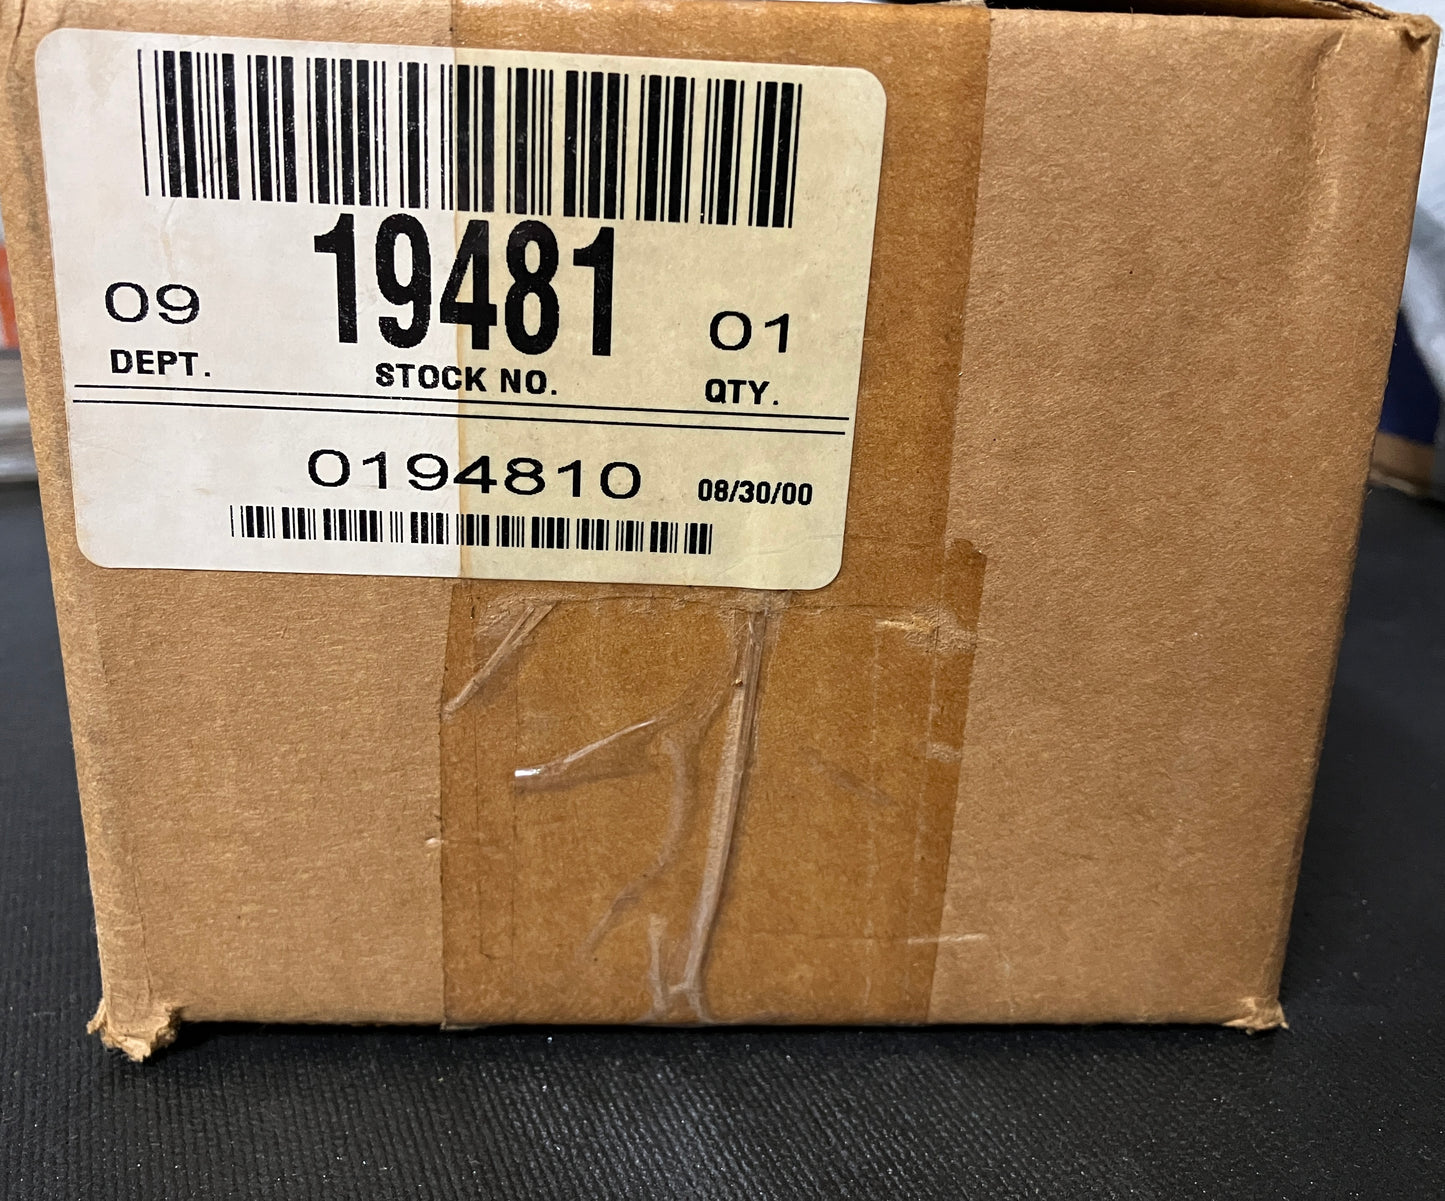 19481
09 01
DEPT. STOCK NO. QTY.
0194810 08/30/00